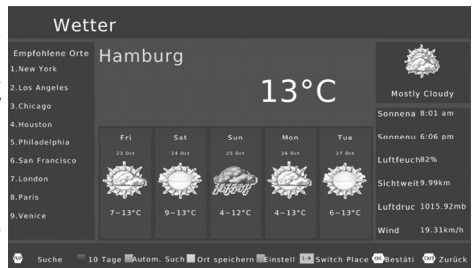 Wetter
Empfohlene Orte
1.New York
2.Los Angeles
3.Chicago
4.Houston
5.Philadelphia
6.San Francisco
7.London
8.Paris
9.Venice
Hamburg
13°C
Fri Sat Sun Mon Tue
23 Oct 24 Oct 25 Oct 26 Oct 27 Oct
7~13°C 9~13°C 4~12°C 4~13°C 6~13°C
Mostly Cloudy
Sonnena 8:01 am
Sonnenu 6:06 pm
Luftfeuch82%
Sichtweit9.99km
Luftdruc 1015.92mb
Wind 19.31km/h
Suche 10 Tage Autom. Such Ort speichern Einstell 1-9 Switch Place OK Bestäti EXIT Zurück